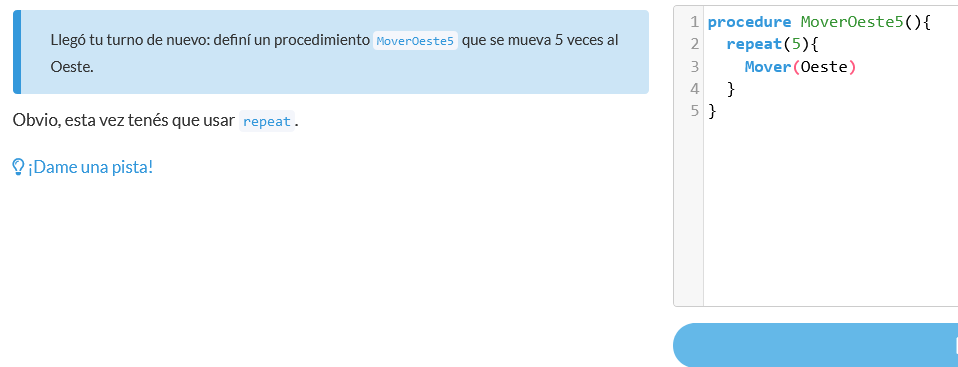 Llegó tu turno de nuevo: definí un procedimiento MoverOeste5 que se mueva 5 veces al
Oeste.
Obvio, esta vez tenés que usar repeat.
¡Dame una pista!
1 procedure MoverOeste5(){
2 repeat(5){
3 Mover(Oeste)
4 }
5 }